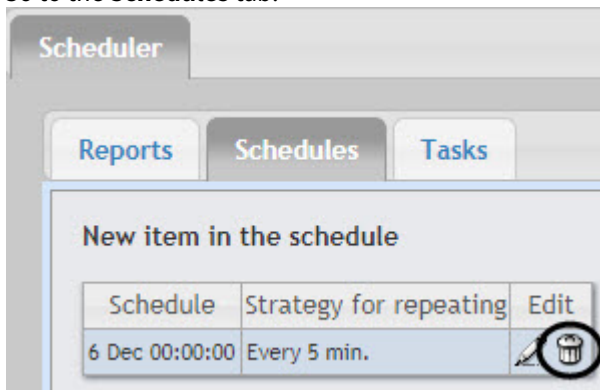 Go to the Schedules tab.
Scheduler
Reports Schedules Tasks
New item in the schedule
Schedule Strategy for repeating Edit
6 Dec 00:00:00 Every 5 min.